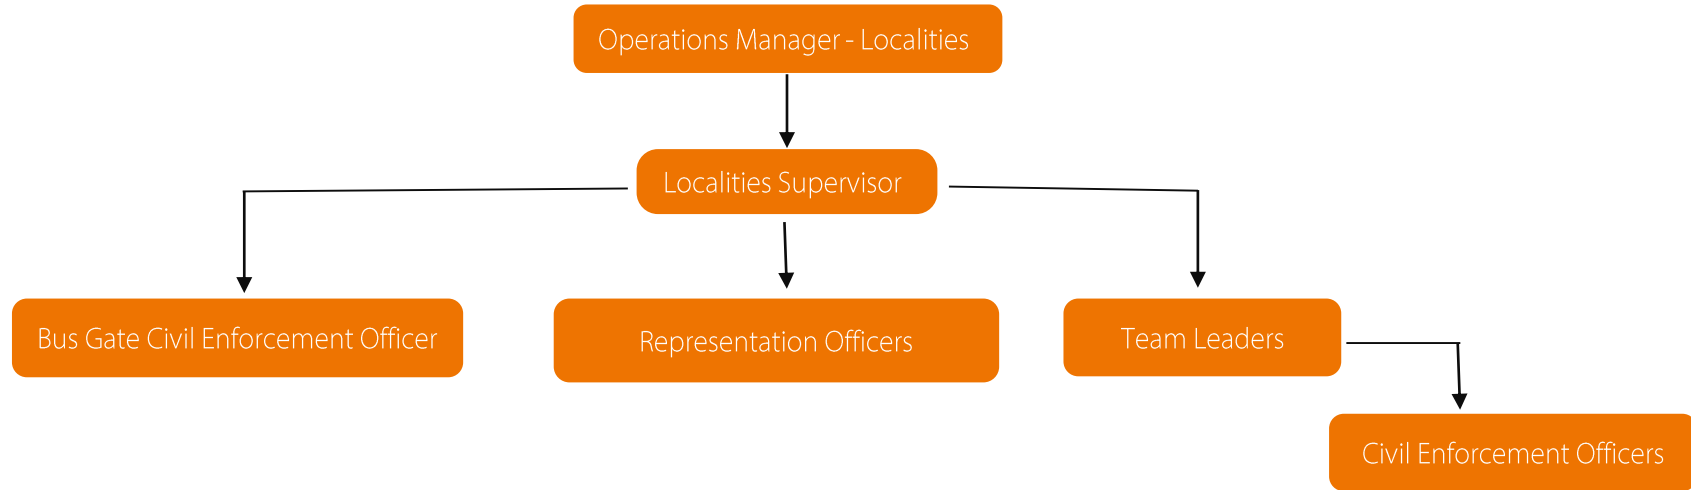 Operations Manager - Localities
Localities Supervisor
Bus Gate Civil Enforcement Officer
Representation Officers
Team Leaders
Civil Enforcement Officers